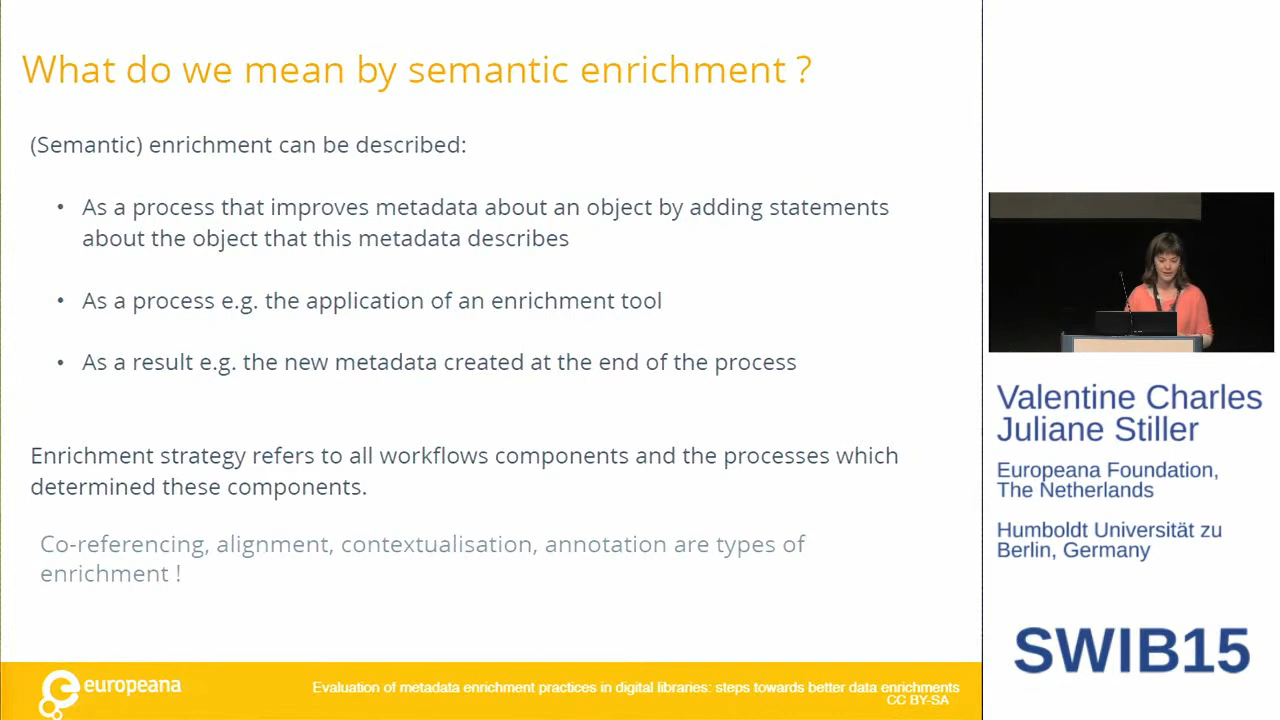 What do we mean by semantic enrichment ?
(Semantic) enrichment can be described:
• As a process that improves metadata about an object by adding statements
about the object that this metadata describes
• As a process e.g. the application of an enrichment tool
• As a result e.g. the new metadata created at the end of the process
Enrichment strategy refers to all workflows components and the processes which
determined these components.
Co-referencing, alignment, contextualisation, annotation are types of
enrichment !
europeana
Evaluation of metadata enrichment practices in digital libraries: steps towards better data enrichments
CC BY-SA
Valentine Charles
Juliane Stiller
Europeana Foundation,
The Netherlands
Humboldt Universität zu
Berlin, Germany
SWIB15